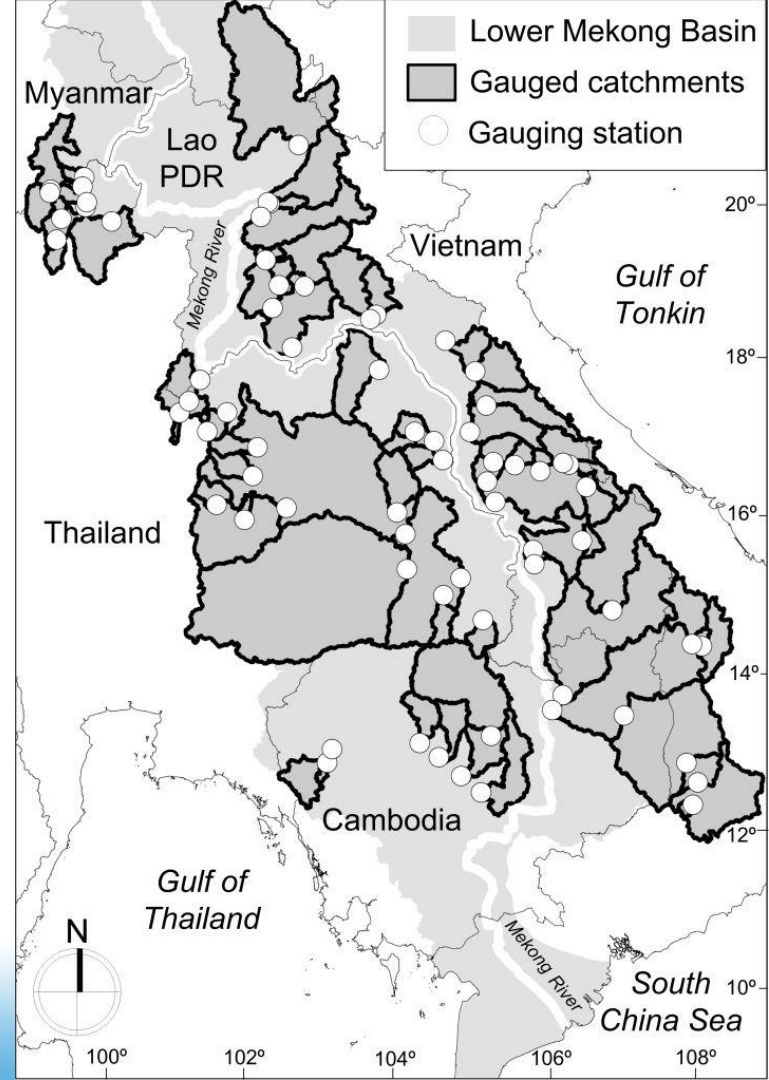 Lower Mekong Basin
Gauged catchments
Gauging station
Myanmar
Lao
PDR
20º
Vietnam
Mekong River
Gulf of
Tonkin
18º
Thailand
16º
14º
Cambodia
12º
Gulf of
Thailand
N
Mekong River
South
China Sea
10º
100º
102º
104º
106º
108º